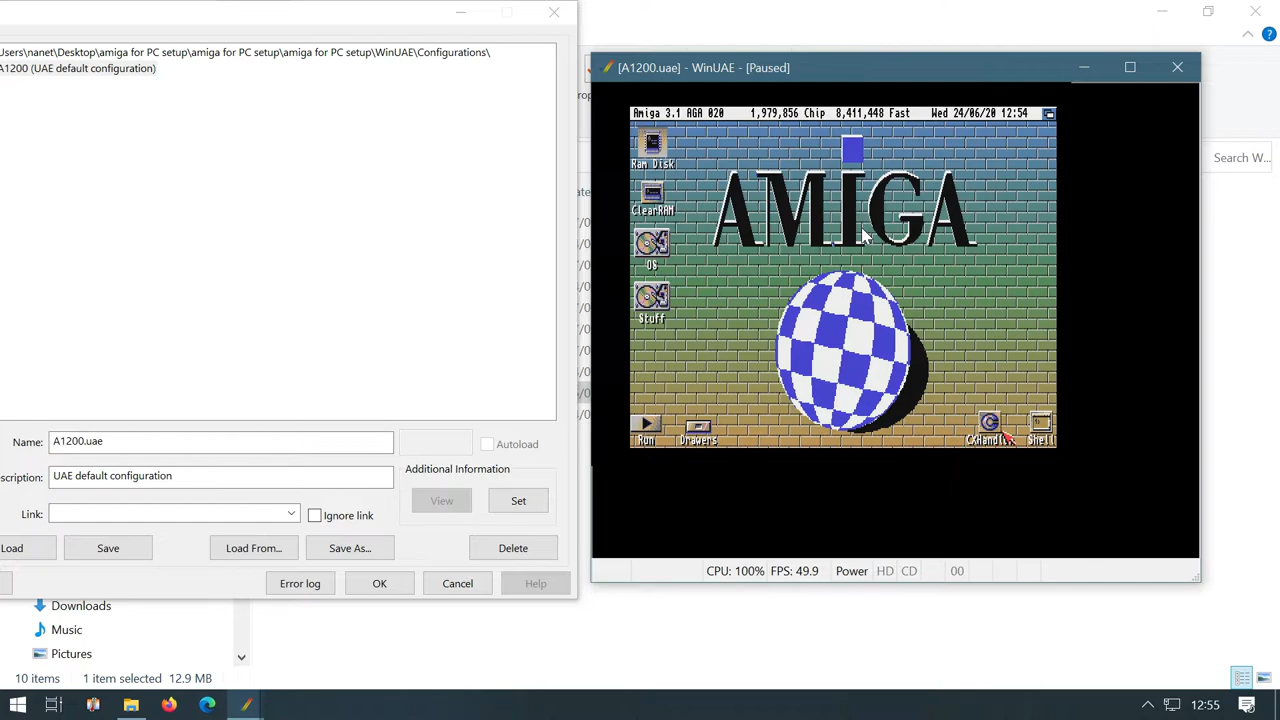 Users\nanet\Desktop\amiga for PC setup\amiga for PC setup\amiga for PC setup\WinUAE\Configurations\
A1200 (UAE default configuration)
[A1200.uae] - WinUAE - [Paused]
Amiga 3.1 AGA 020 1,979,856 Chip 8,411,448 Fast Wed 24/06/20 12:54
Ram Disk
ClearRAM
OS
Stuff
AMIGA
Run
Drawers
Shell
Search W...
Name: A1200.uae
Autoload
Additional Information
escription: UAE default configuration
View
Set
Link:
Ignore link
Load
Save
Load From...
Save As...
Delete
Error log
OK
Cancel
Help
CPU: 100% FPS: 49.9 Power HD CD 00
Downloads
Music
Pictures
10 items 1 item selected 12.9 MB
12:55